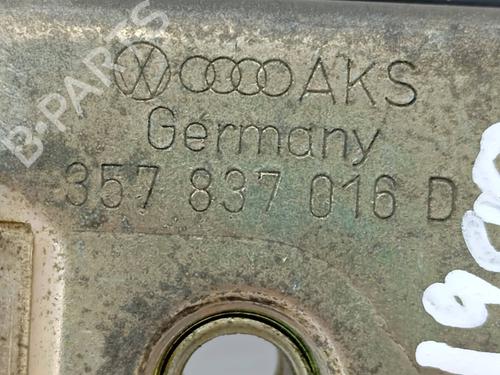 AKS
Germany
357 837 016 D
B-PARTS